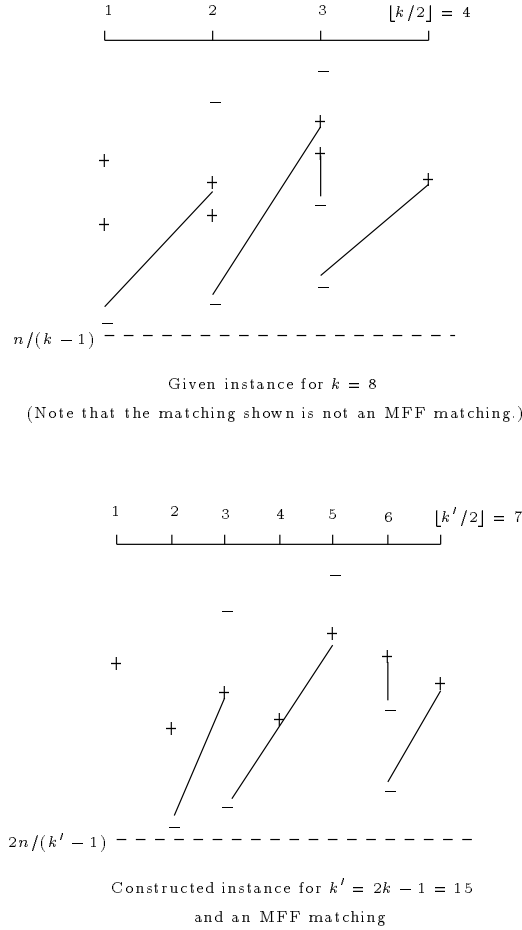 1 2 3 ⌊k/2⌋ = 4
n/(k − 1)
Given instance for k = 8
(Note that the matching shown is not an MFF matching.)
1 2 3 4 5 6 ⌊k′/2⌋ = 7
2n/(k′ − 1)
Constructed instance for k′ = 2k − 1 = 15
and an MFF matching